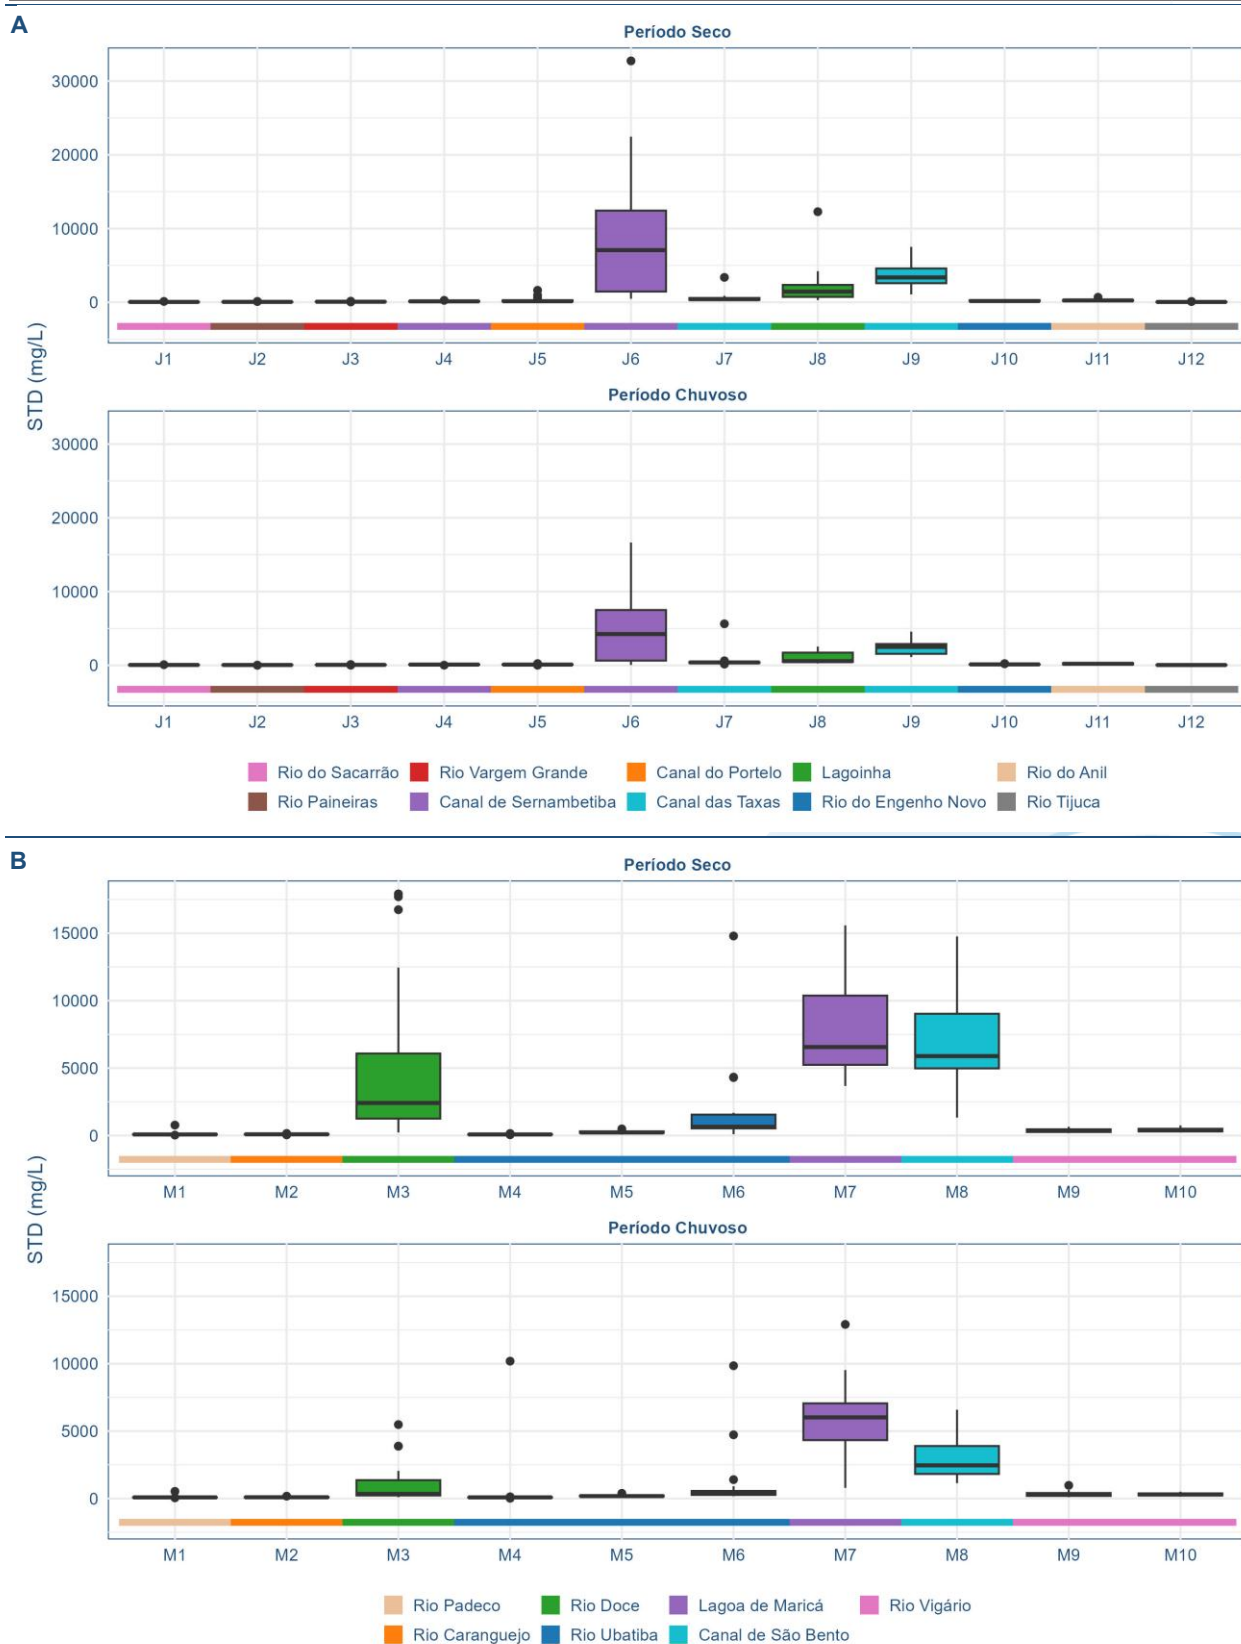 A
Período Seco
30000
20000
10000
0
J1 J2 J3 J4 J5 J6 J7 J8 J9 J10 J11 J12
STD (mg/L)
Período Chuvoso
30000
20000
10000
0
J1 J2 J3 J4 J5 J6 J7 J8 J9 J10 J11 J12
Rio do Sacarrão Rio Vargem Grande Canal do Portelo Lagoinha Rio do Anil
Rio Paineiras Canal de Sernambetiba Canal das Taxas Rio do Engenho Novo Rio Tijuca
B
Período Seco
15000
10000
5000
0
M1 M2 M3 M4 M5 M6 M7 M8 M9 M10
STD (mg/L)
Período Chuvoso
15000
10000
5000
0
M1 M2 M3 M4 M5 M6 M7 M8 M9 M10
Rio Padeco Rio Doce Lagoa de Maricá Rio Vigário
Rio Caranguejo Rio Ubatiba Canal de São Bento